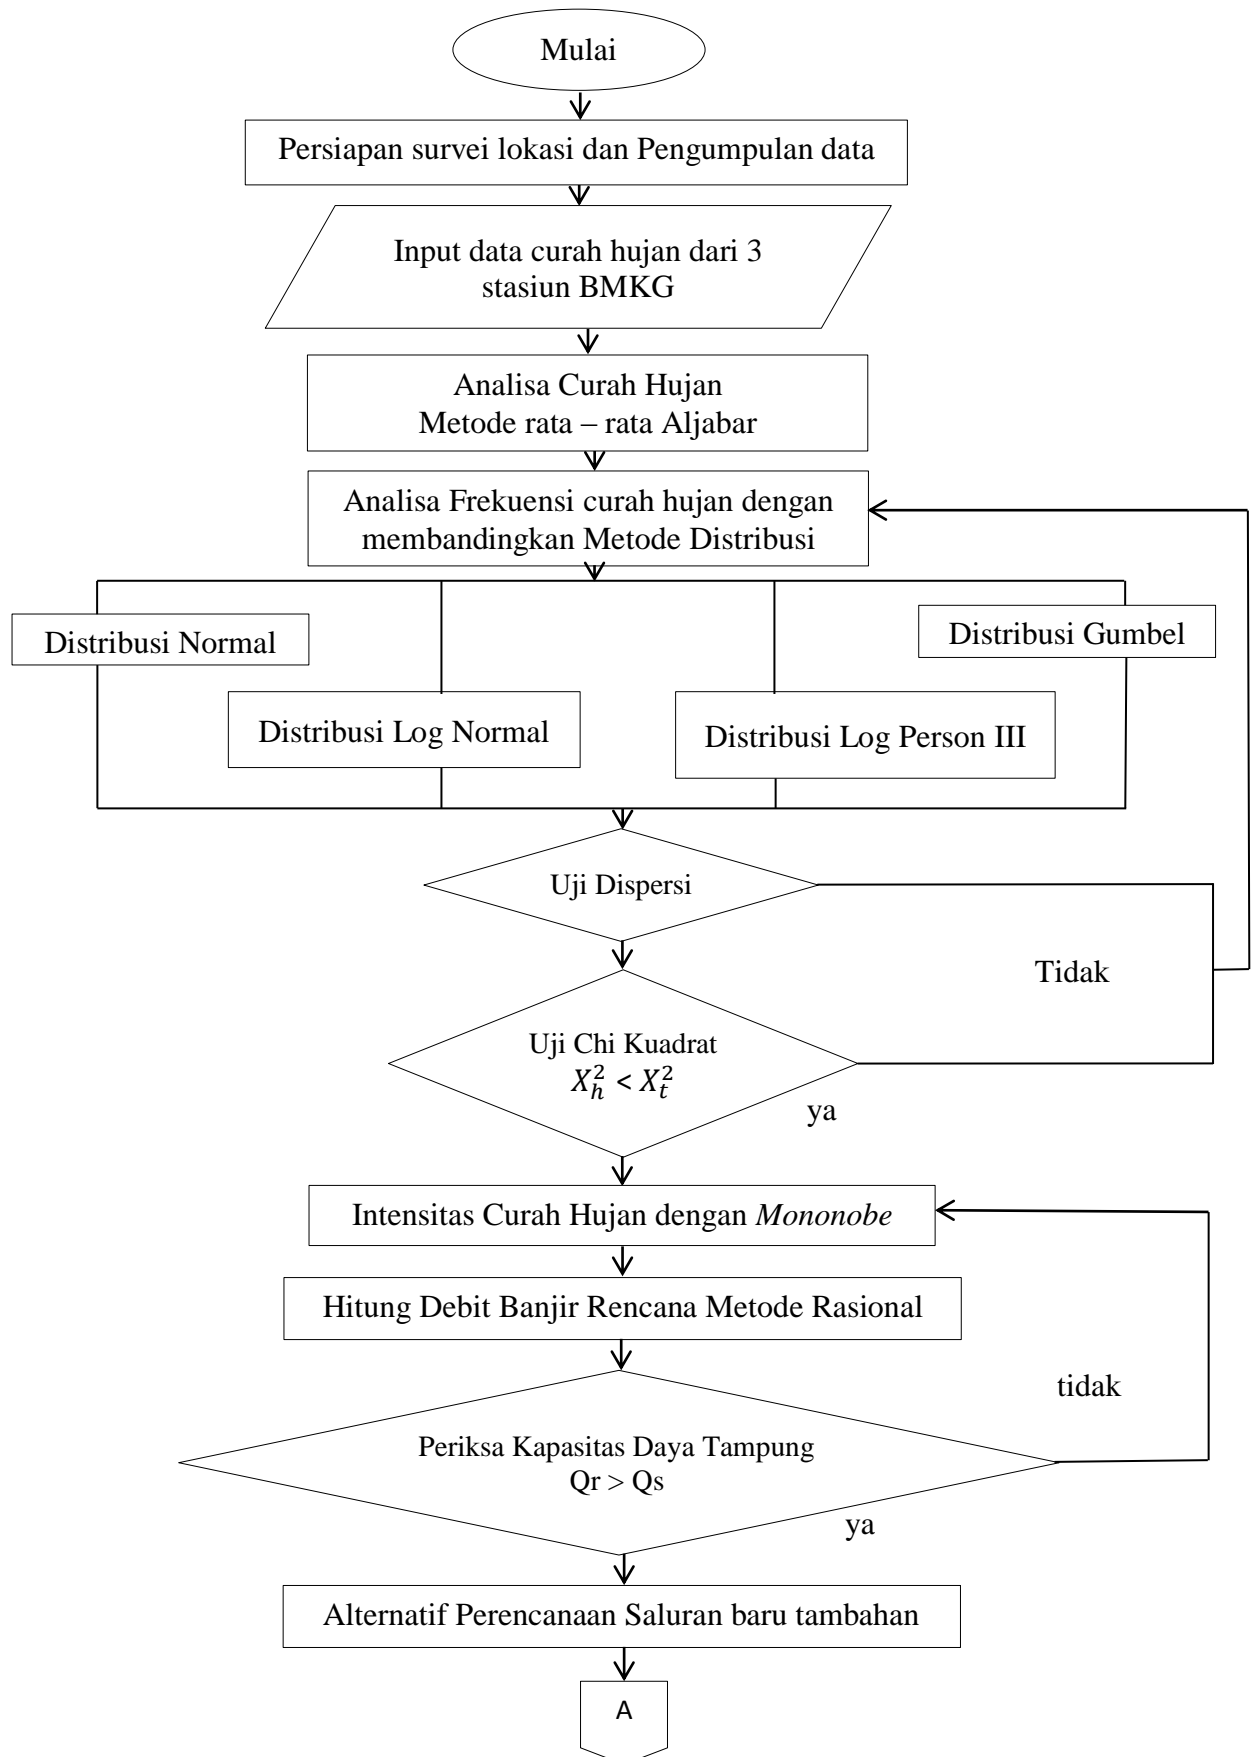 Mulai
Persiapan survei lokasi dan Pengumpulan data
Input data curah hujan dari 3
stasiun BMKG
Analisa Curah Hujan
Metode rata – rata Aljabar
Analisa Frekuensi curah hujan dengan
membandingkan Metode Distribusi
Distribusi Normal
Distribusi Gumbel
Distribusi Log Normal
Distribusi Log Person III
Uji Dispersi
Tidak
Uji Chi Kuadrat
𝑋ₕ² < 𝑋ₜ²
ya
Intensitas Curah Hujan dengan Mononobe
Hitung Debit Banjir Rencana Metode Rasional
tidak
Periksa Kapasitas Daya Tampung
Qr > Qs
ya
Alternatif Perencanaan Saluran baru tambahan
A